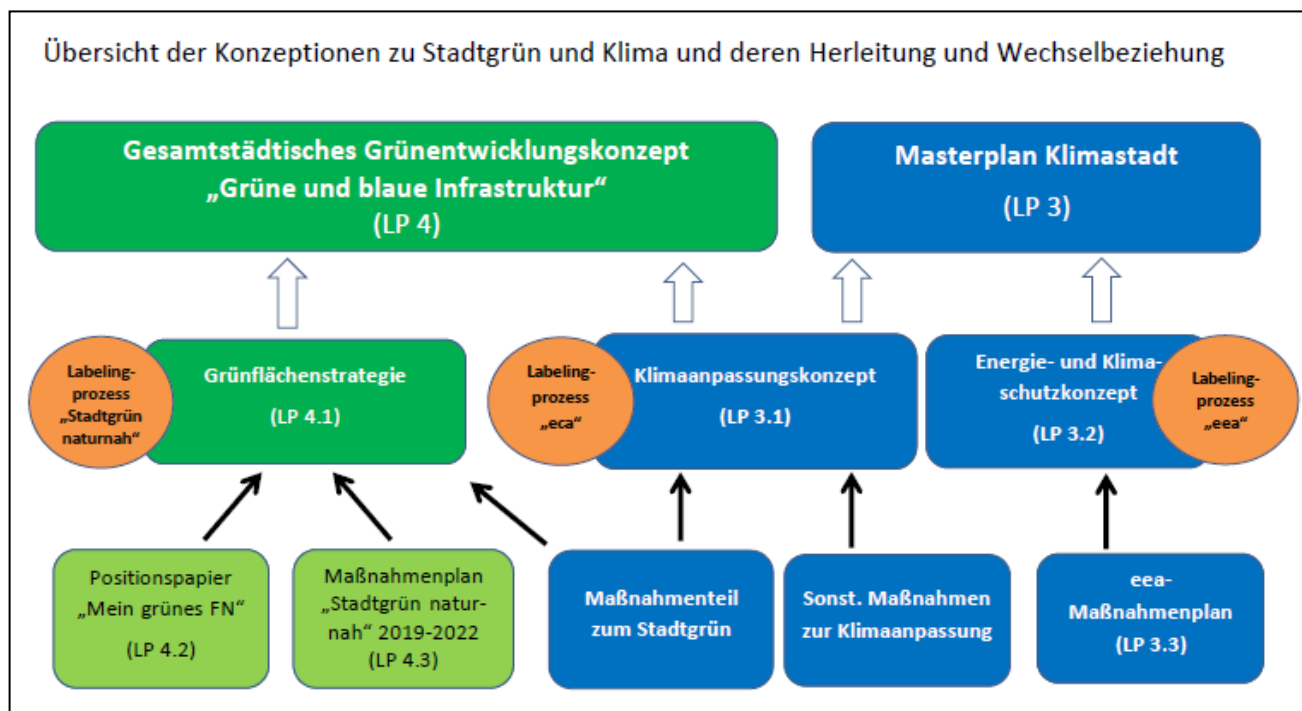 Übersicht der Konzeptionen zu Stadtgrün und Klima und deren Herleitung und Wechselbeziehung
Gesamtstädtisches Grünentwicklungskonzept
„Grüne und blaue Infrastruktur“
(LP 4)
Masterplan Klimastadt
(LP 3)
Labeling-
prozess
„Stadtgrün
naturnah“
Grünflächenstrategie
(LP 4.1)
Labeling-
prozess
„eca“
Klimaanpassungskonzept
(LP 3.1)
Energie- und Klima-
schutzkonzept
(LP 3.2)
Labeling-
prozess
„eea“
Positionspapier
„Mein grünes FN“
(LP 4.2)
Maßnahmenplan
„Stadtgrün natur-
nah“ 2019-2022
(LP 4.3)
Maßnahmenteil
zum Stadtgrün
Sonst. Maßnahmen
zur Klimaanpassung
eea-
Maßnahmenplan
(LP 3.3)